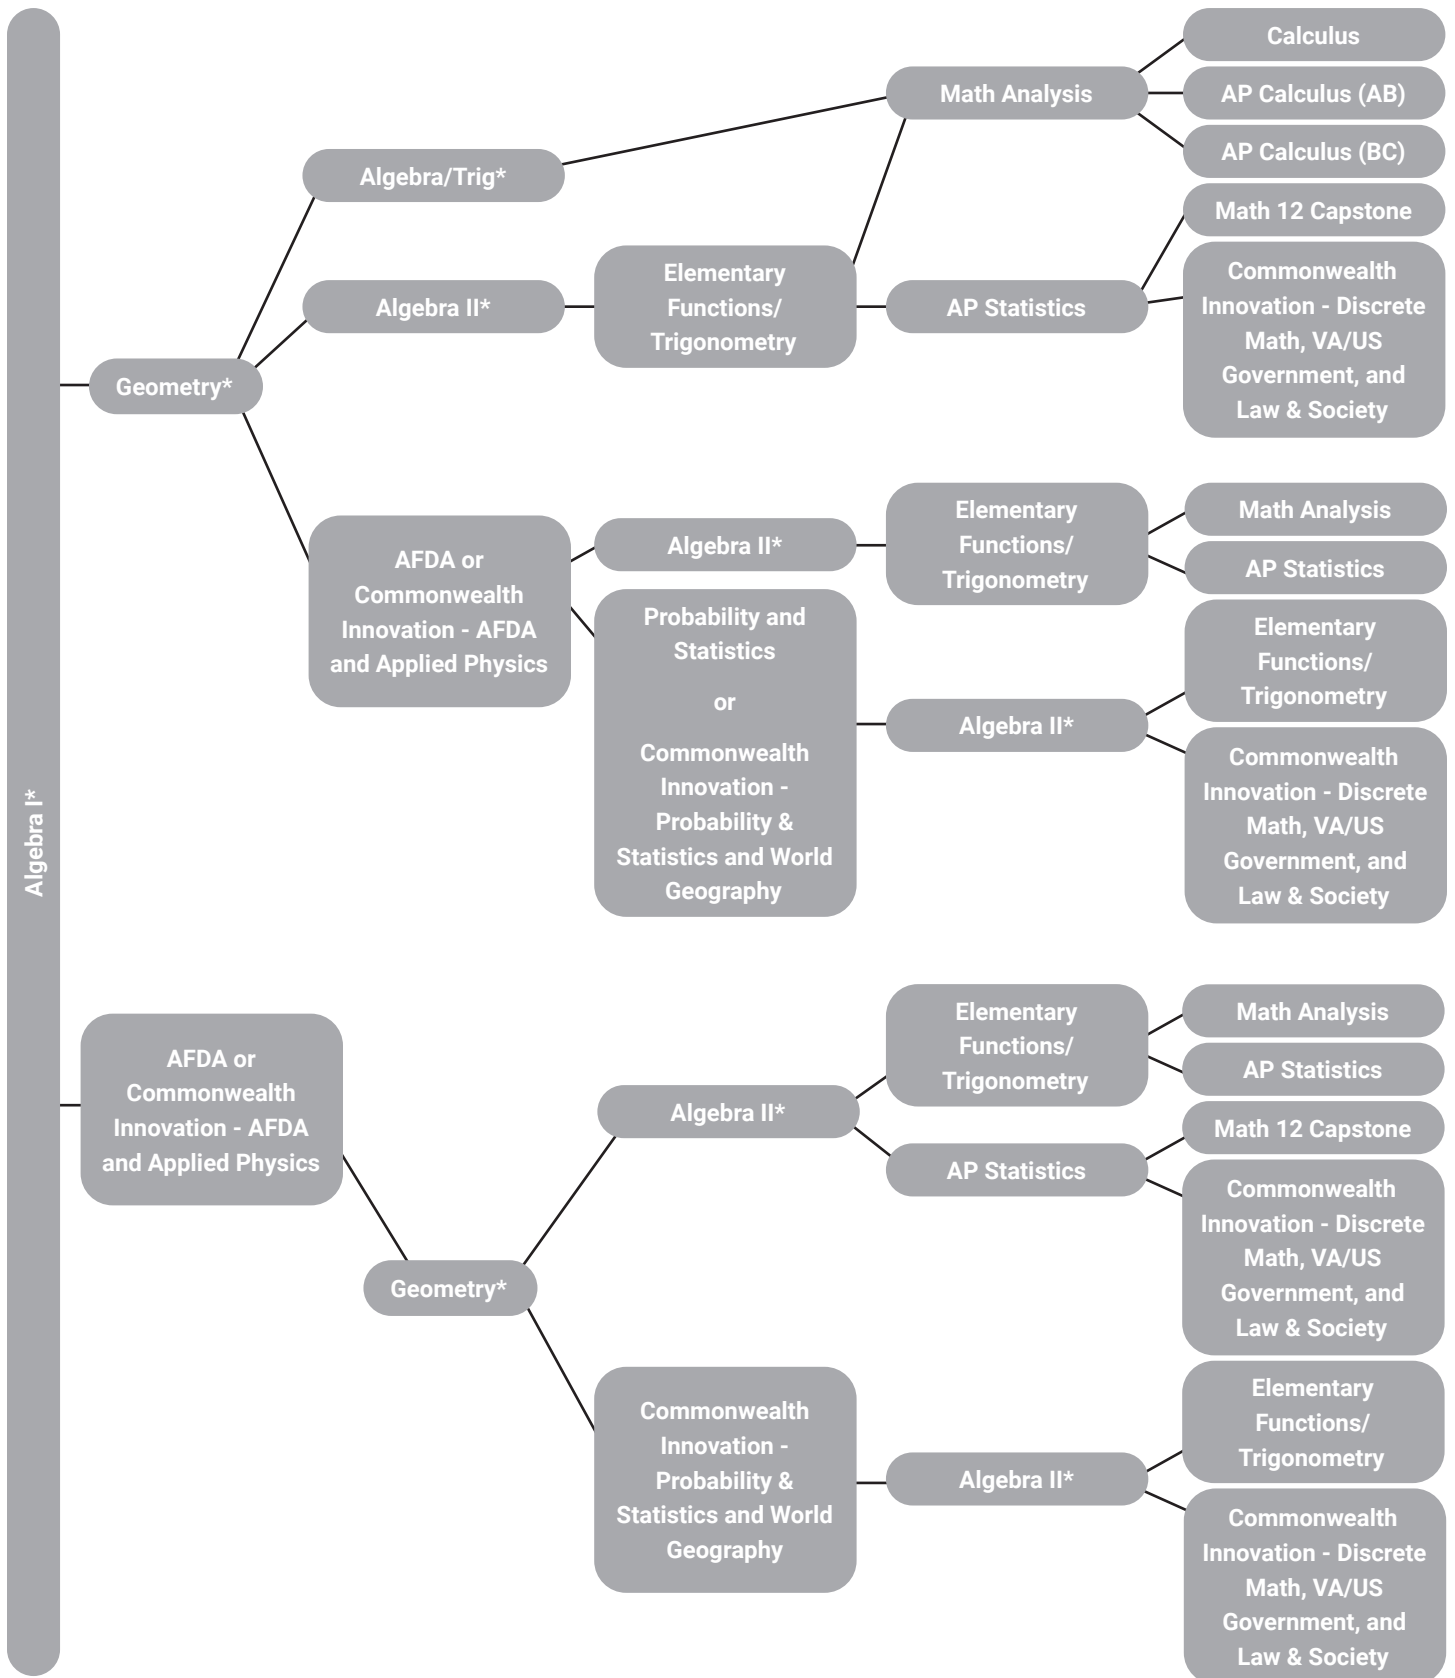 Algebra I*
Geometry*
Algebra/Trig*
Algebra II*
Elementary
Functions/
Trigonometry
Math Analysis
AP Statistics
Calculus
AP Calculus (AB)
AP Calculus (BC)
Math 12 Capstone
Commonwealth
Innovation - Discrete
Math, VA/US
Government, and
Law & Society
AFDA or
Commonwealth
Innovation - AFDA
and Applied Physics
Algebra II*
Elementary
Functions/
Trigonometry
Math Analysis
AP Statistics
Probability and
Statistics
or
Commonwealth
Innovation -
Probability &
Statistics and World
Geography
Algebra II*
Elementary
Functions/
Trigonometry
Commonwealth
Innovation - Discrete
Math, VA/US
Government, and
Law & Society
AFDA or
Commonwealth
Innovation - AFDA
and Applied Physics
Geometry*
Algebra II*
Elementary
Functions/
Trigonometry
Math Analysis
AP Statistics
AP Statistics
Math 12 Capstone
Commonwealth
Innovation - Discrete
Math, VA/US
Government, and
Law & Society
Commonwealth
Innovation -
Probability &
Statistics and World
Geography
Algebra II*
Elementary
Functions/
Trigonometry
Commonwealth
Innovation - Discrete
Math, VA/US
Government, and
Law & Society